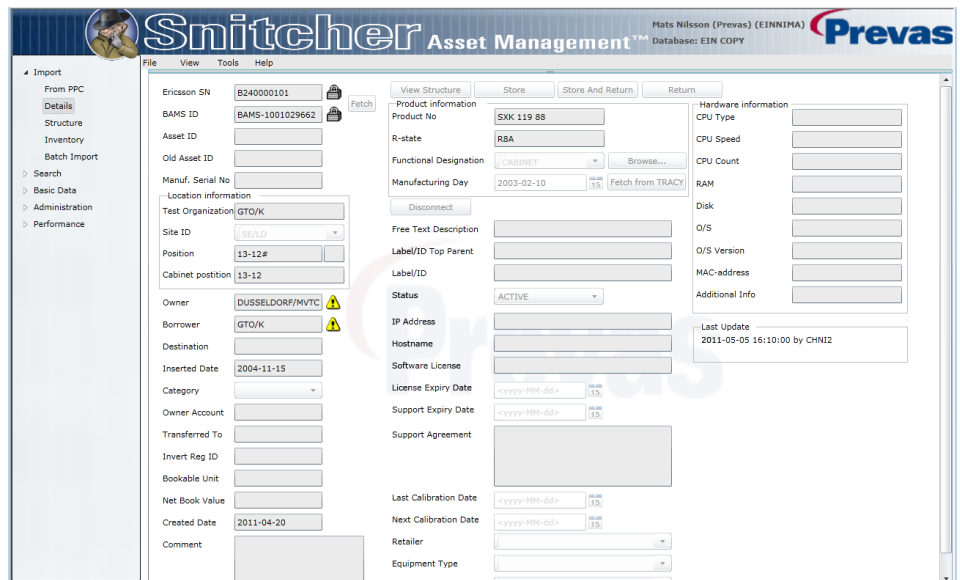 Snitcher Asset Management™
Mats Nilsson (Prevas) (EINNIMA)
Database: EIN COPY
Prevas
File View Tools Help
Import
From PPC
Details
Structure
Inventory
Batch Import
Search
Basic Data
Administration
Performance
Ericsson SN B240000101
Fetch
BAMS ID BAMS-1001029662
Asset ID
Old Asset ID
Manuf. Serial No
Location information
Test Organization GTO/K
Site ID SE/LD
Position 13-12#
Cabinet postition 13-12
Owner DUSSELDORF/MVTC
Borrower GTO/K
Destination
Inserted Date 2004-11-15
Category
Owner Account
Transferred To
Invert Reg ID
Bookable Unit
Net Book Value
Created Date 2011-04-20
Comment
View Structure Store Store And Return Return
Product information
Product No SXK 119 88
R-state R8A
Functional Designation CABINET Browse...
Manufacturing Day 2003-02-10 15 Fetch from TRACY
Disconnect
Free Text Description
Label/ID Top Parent
Label/ID
Status ACTIVE
IP Address
Hostname
Software License
License Expiry Date <yyyy-MM-dd> 15
Support Expiry Date <yyyy-MM-dd> 15
Support Agreement
Last Calibration Date <yyyy-MM-dd> 15
Next Calibration Date <yyyy-MM-dd> 15
Retailer
Equipment Type
Hardware information
CPU Type
CPU Speed
CPU Count
RAM
Disk
O/S
O/S Version
MAC-address
Additional Info
Last Update
2011-05-05 16:10:00 by CHNI2
Prevas